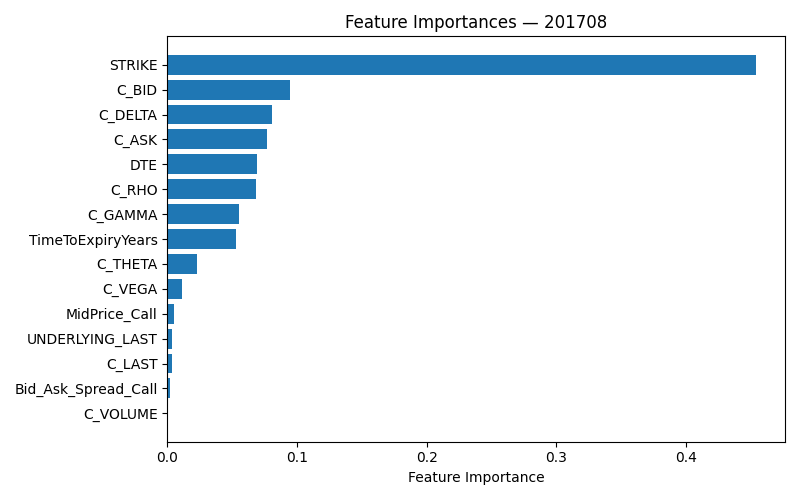 Feature Importances — 201708
STRIKE
C_BID
C_DELTA
C_ASK
DTE
C_RHO
C_GAMMA
TimeToExpiryYears
C_THETA
C_VEGA
MidPrice_Call
UNDERLYING_LAST
C_LAST
Bid_Ask_Spread_Call
C_VOLUME
0.0 0.1 0.2 0.3 0.4
Feature Importance